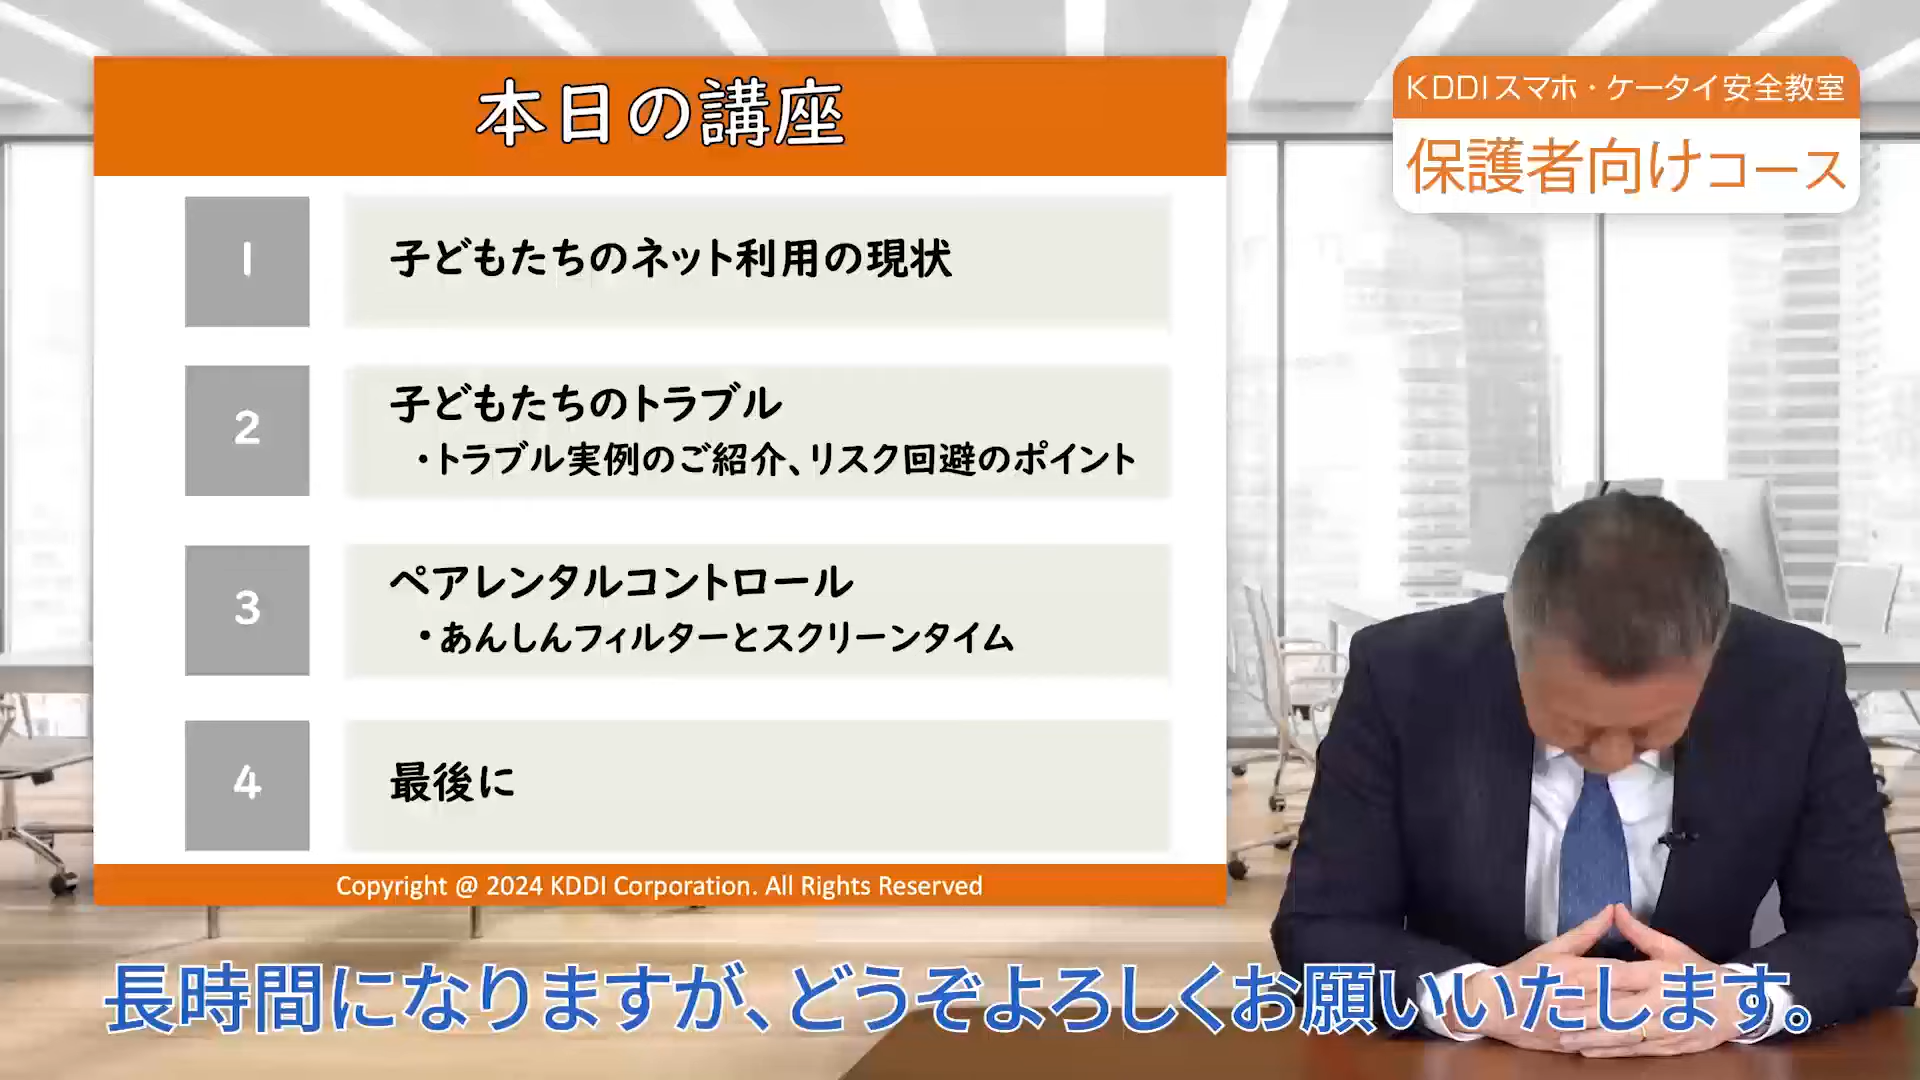 本日の講座
KDDIスマホ・ケータイ安全教室
保護者向けコース
1
子どもたちのネット利用の現状
2
子どもたちのトラブル
・トラブル実例のご紹介、リスク回避のポイント
3
ペアレンタルコントロール
・あんしんフィルターとスクリーンタイム
4
最後に
Copyright @ 2024 KDDI Corporation. All Rights Reserved
長時間になりますが、どうぞよろしくお願いいたします。